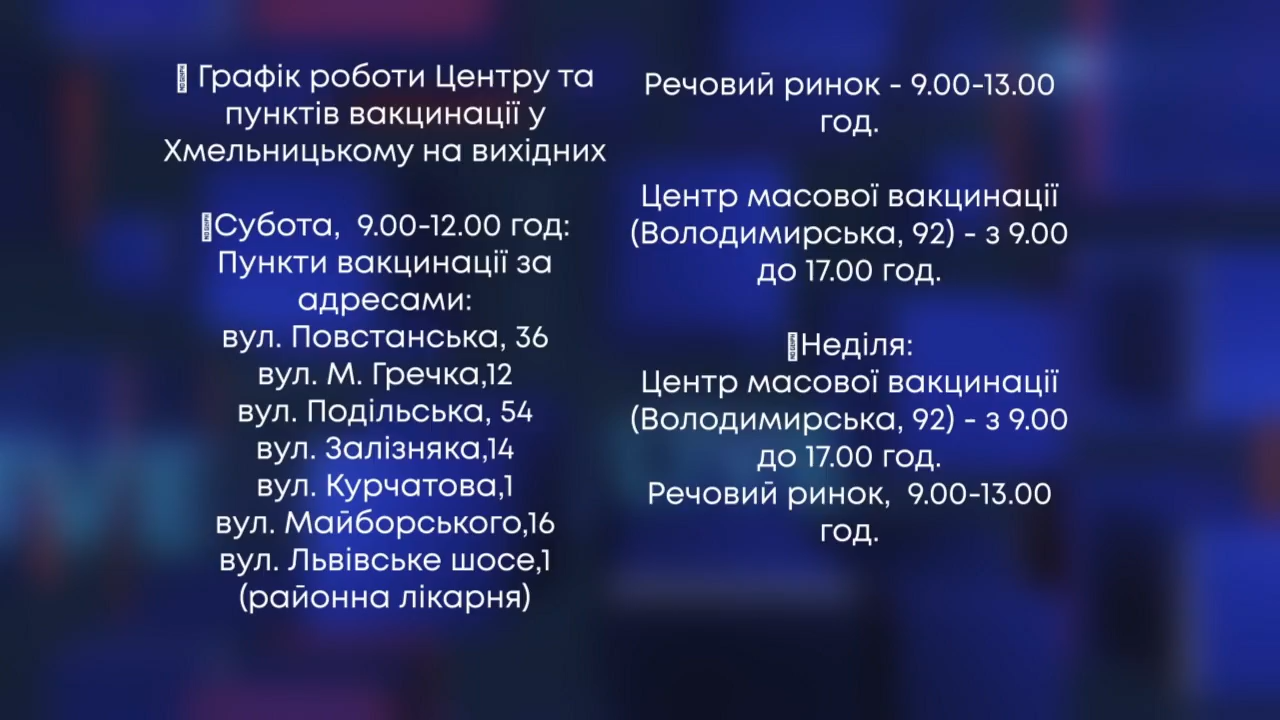 Графік роботи Центру та
пунктів вакцинації у
Хмельницькому на вихідних
Субота,  9.00-12.00 год:
Пункти вакцинації за
адресами:
вул. Повстанська, 36
вул. М. Гречка,12
вул. Подільська, 54
вул. Залізняка,14
вул. Курчатова,1
вул. Майборського,16
вул. Львівське шосе,1
(районна лікарня)
Речовий ринок - 9.00-13.00
год.
Центр масової вакцинації
(Володимирська, 92) - з 9.00
до 17.00 год.
Неділя:
Центр масової вакцинації
(Володимирська, 92) - з 9.00
до 17.00 год.
Речовий ринок,  9.00-13.00
год.